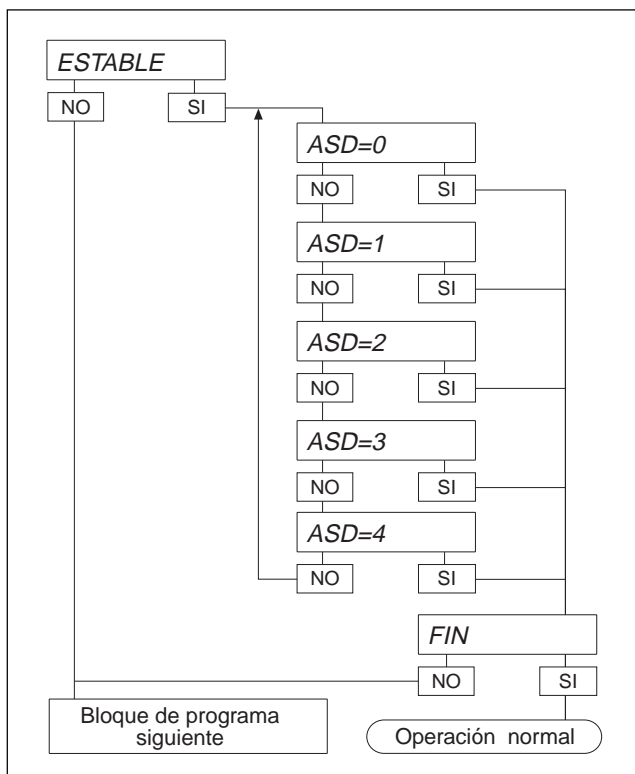 ESTABLE
NO SI
ASD=0
NO SI
ASD=1
NO SI
ASD=2
NO SI
ASD=3
NO SI
ASD=4
NO SI
FIN
NO SI
Bloque de programa
siguiente
Operación normal